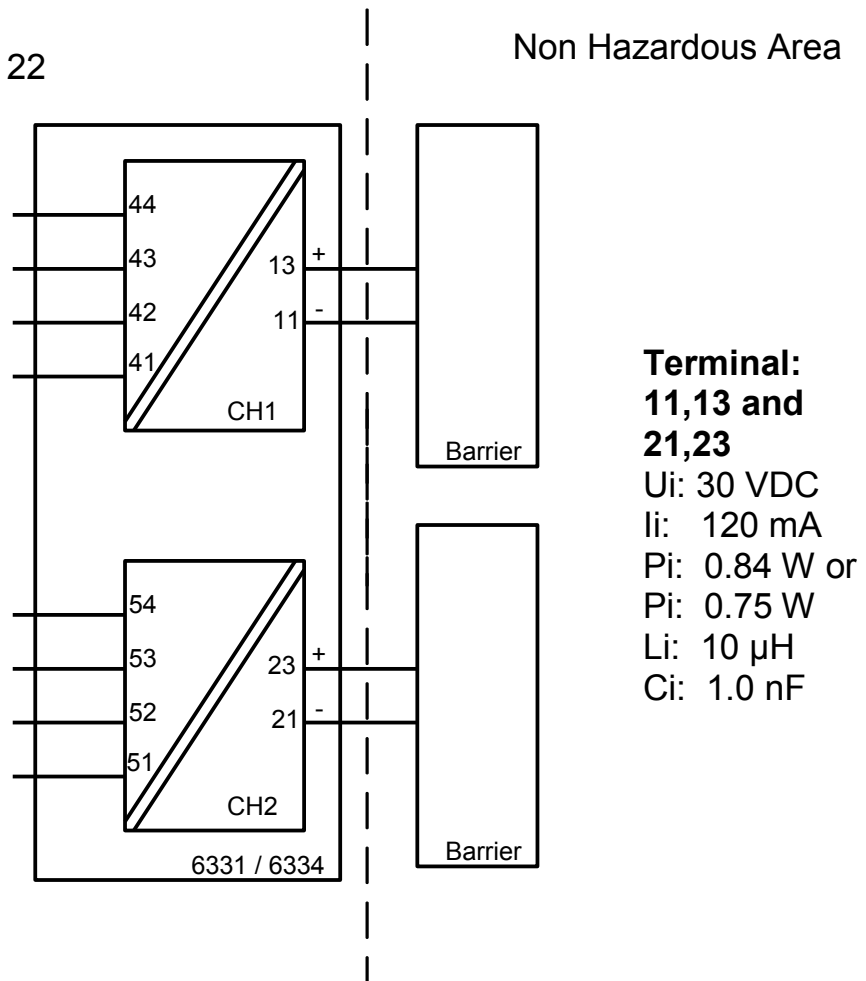 Non Hazardous Area
22
44
43
13
+
42
11
-
41
CH1
Barrier
Terminal:
11,13 and
21,23
Ui: 30 VDC
Ii: 120 mA
Pi: 0.84 W or
Pi: 0.75 W
Li: 10 µH
Ci: 1.0 nF
54
53
23
+
52
21
-
51
CH2
Barrier
6331 / 6334